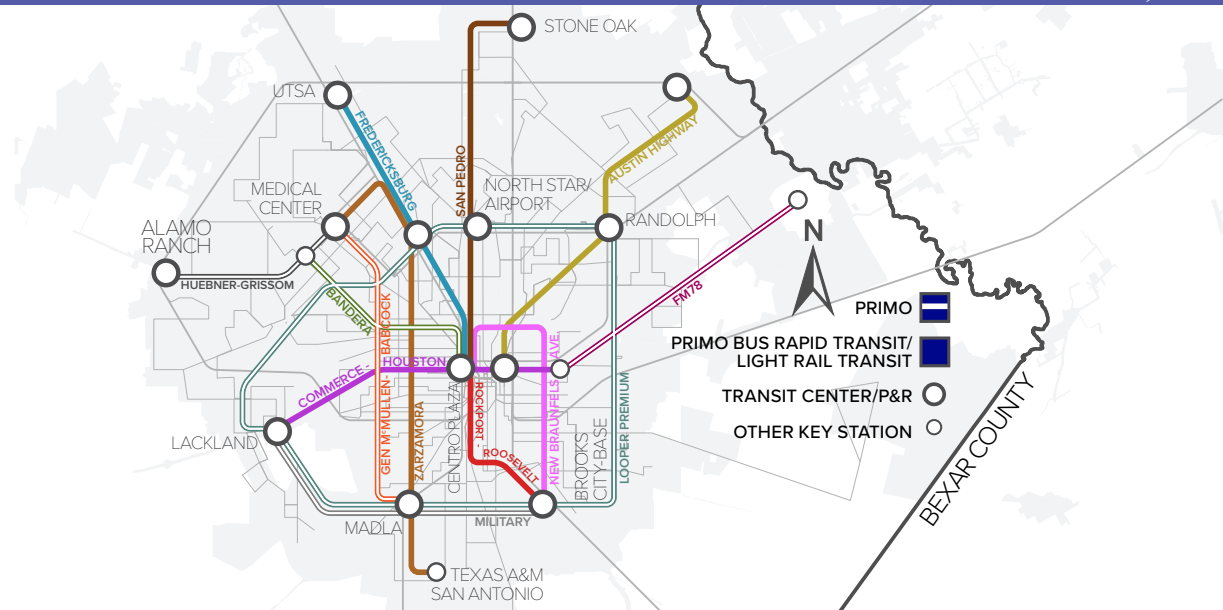 STONE OAK
UTSA
FREDERICKSBURG
SAN PEDRO
AUSTIN HIGHWAY
MEDICAL
CENTER
NORTH STAR/
AIRPORT
RANDOLPH
ALAMO
RANCH
HUEBNER-GRISSOM
BANDERA
GEN McMULLEN - BABCOCK
FM78
N
PRIMO
PRIMO BUS RAPID TRANSIT/
LIGHT RAIL TRANSIT
TRANSIT CENTER/P&R
OTHER KEY STATION
COMMERCE -
HOUSTON
LACKLAND
ZARZAMORA
CENTRO PLAZA
ROCKPORT -
ROOSEVELT
NEW BRAUNFELS AVE
BROOKS
CITY-BASE
LOOPER PREMIUM
MADLA
MILITARY
TEXAS A&M
SAN ANTONIO
BEXAR COUNTY